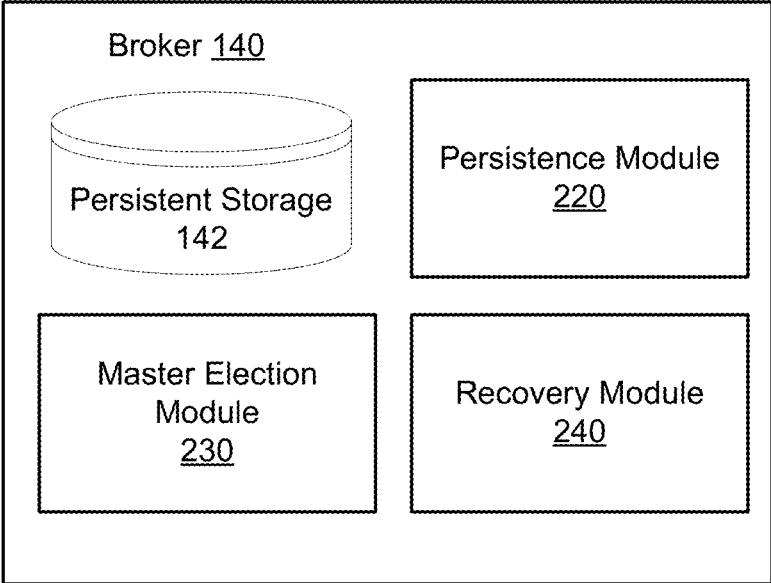 Broker 140
Persistent Storage
142
Persistence Module
220
Master Election
Module
230
Recovery Module
240